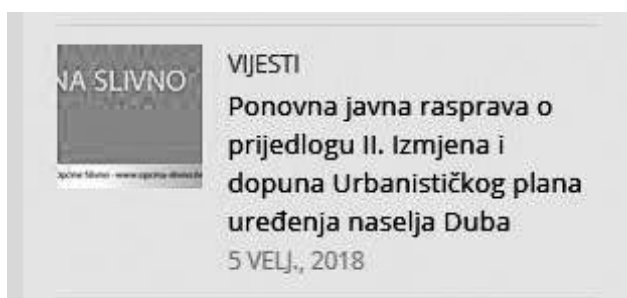 NA SLIVNO
VIJESTI
Ponovna javna rasprava o
prijedlogu II. Izmjena i
dopuna Urbanističkog plana
uređenja naselja Duba
5 VELJ., 2018